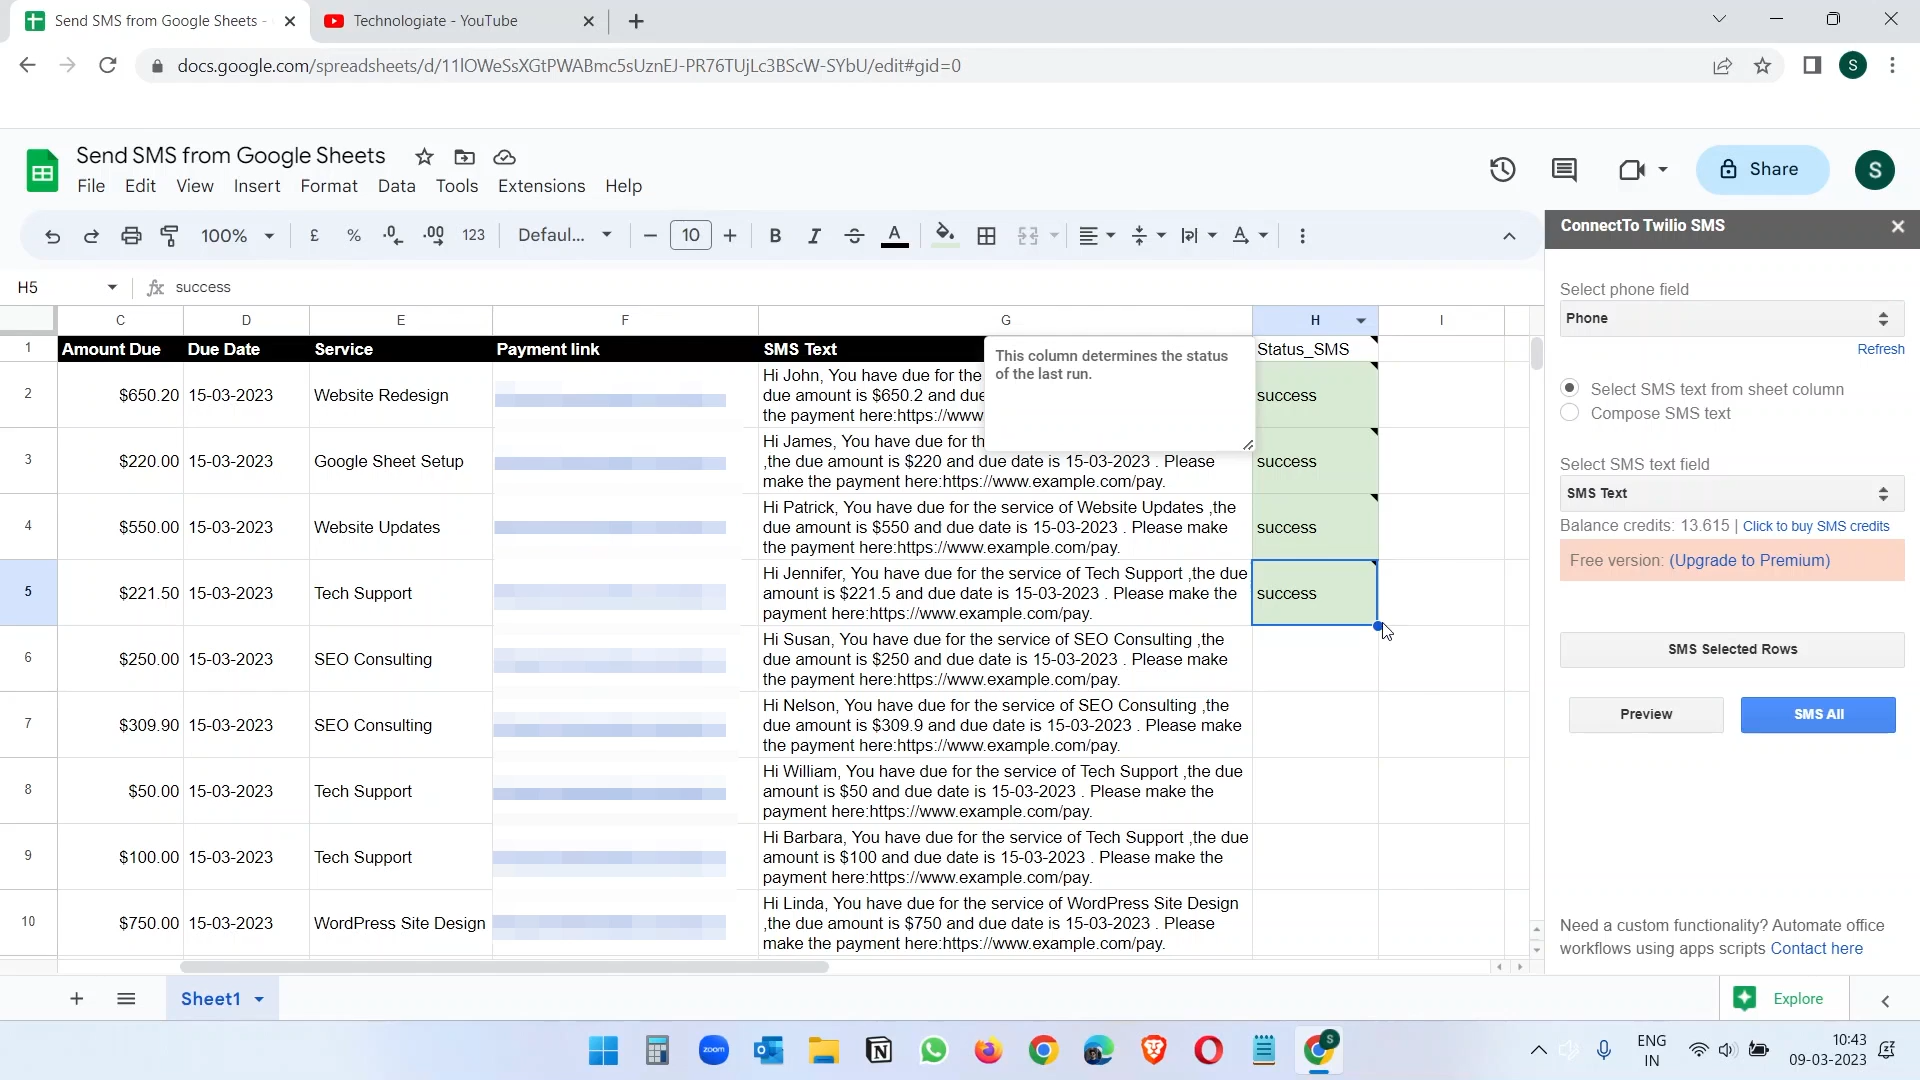 Send SMS from Google Sheets -
Technologiate - YouTube
docs.google.com/spreadsheets/d/11lOWeSsXGtPWABmc5sUznEJ-PR76TUjLc3BScW-SYbU/edit#gid=0
S
Send SMS from Google Sheets
Share
S
File Edit View Insert Format Data Tools Extensions Help
100% £ % .0 .00 123 Defaul... 10 B I A
ConnectTo Twilio SMS
H5 fx success
C D E F G H I
1 Amount Due Due Date Service Payment link SMS Text Status_SMS
This column determines the status
of the last run.
2 $650.20 15-03-2023 Website Redesign
Hi John, You have due for the
due amount is $650.2 and due
the payment here:https://www
success
3 $220.00 15-03-2023 Google Sheet Setup
Hi James, You have due for th
,the due amount is $220 and due date is 15-03-2023 . Please
make the payment here:https://www.example.com/pay.
success
4 $550.00 15-03-2023 Website Updates
Hi Patrick, You have due for the service of Website Updates ,the
due amount is $550 and due date is 15-03-2023 . Please make
the payment here:https://www.example.com/pay.
success
5 $221.50 15-03-2023 Tech Support
Hi Jennifer, You have due for the service of Tech Support ,the due
amount is $221.5 and due date is 15-03-2023 . Please make the
payment here:https://www.example.com/pay.
success
6 $250.00 15-03-2023 SEO Consulting
Hi Susan, You have due for the service of SEO Consulting ,the
due amount is $250 and due date is 15-03-2023 . Please make
the payment here:https://www.example.com/pay.
7 $309.90 15-03-2023 SEO Consulting
Hi Nelson, You have due for the service of SEO Consulting ,the
due amount is $309.9 and due date is 15-03-2023 . Please make
the payment here:https://www.example.com/pay.
8 $50.00 15-03-2023 Tech Support
Hi William, You have due for the service of Tech Support ,the due
amount is $50 and due date is 15-03-2023 . Please make the
payment here:https://www.example.com/pay.
9 $100.00 15-03-2023 Tech Support
Hi Barbara, You have due for the service of Tech Support ,the due
amount is $100 and due date is 15-03-2023 . Please make the
payment here:https://www.example.com/pay.
10 $750.00 15-03-2023 WordPress Site Design
Hi Linda, You have due for the service of WordPress Site Design
,the due amount is $750 and due date is 15-03-2023 . Please
make the payment here:https://www.example.com/pay.
Select phone field
Phone
Refresh
Select SMS text from sheet column
Compose SMS text
Select SMS text field
SMS Text
Balance credits: 13.615 | Click to buy SMS credits
Free version: (Upgrade to Premium)
SMS Selected Rows
Preview
SMS All
Need a custom functionality? Automate office
workflows using apps scripts Contact here
Sheet1
Explore
zoom
S
ENG
IN
10:43
09-03-2023